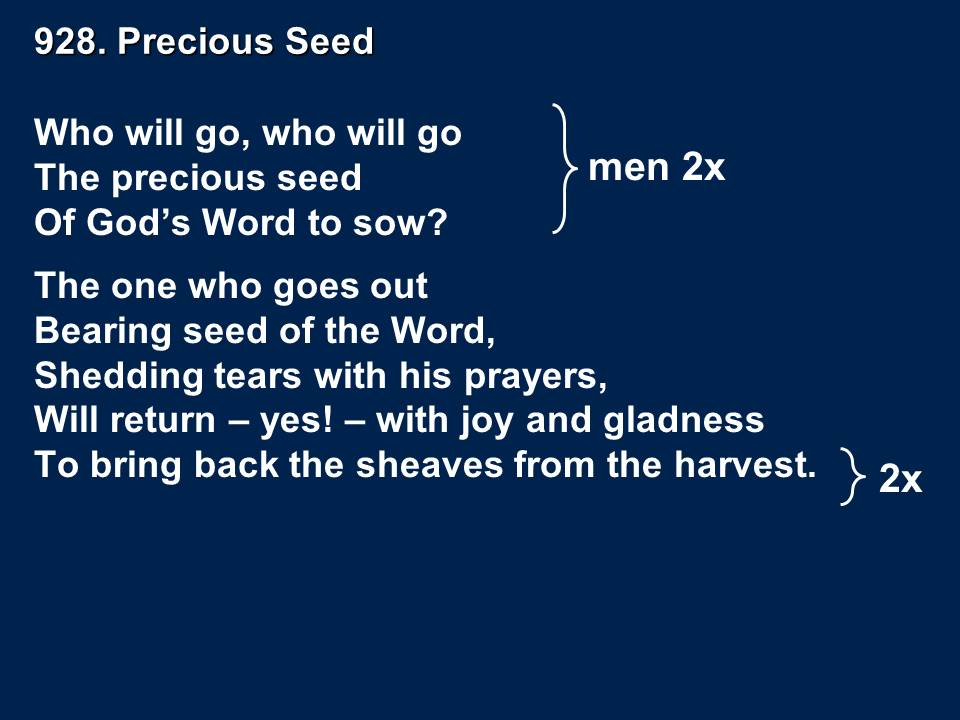 928. Precious Seed
Who will go, who will go
The precious seed
Of God’s Word to sow?
men 2x
The one who goes out
Bearing seed of the Word,
Shedding tears with his prayers,
Will return – yes! – with joy and gladness
To bring back the sheaves from the harvest.
2x